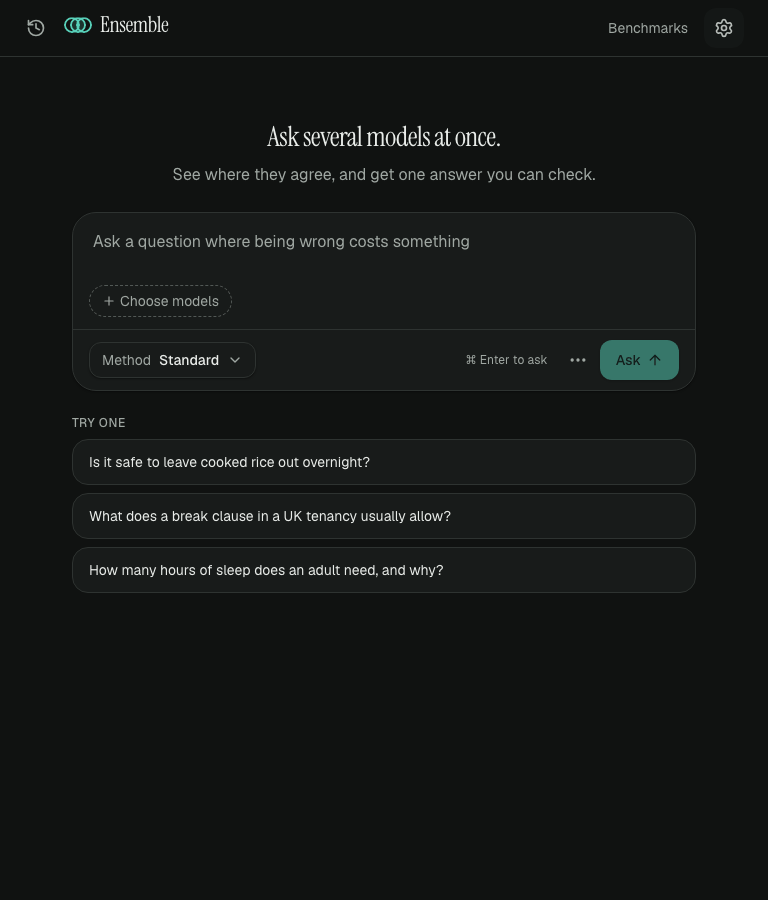 Ensemble
Benchmarks
Ask several models at once.
See where they agree, and get one answer you can check.
Ask a question where being wrong costs something
+ Choose models
Method Standard
⌘ Enter to ask
Ask
TRY ONE
Is it safe to leave cooked rice out overnight?
What does a break clause in a UK tenancy usually allow?
How many hours of sleep does an adult need, and why?